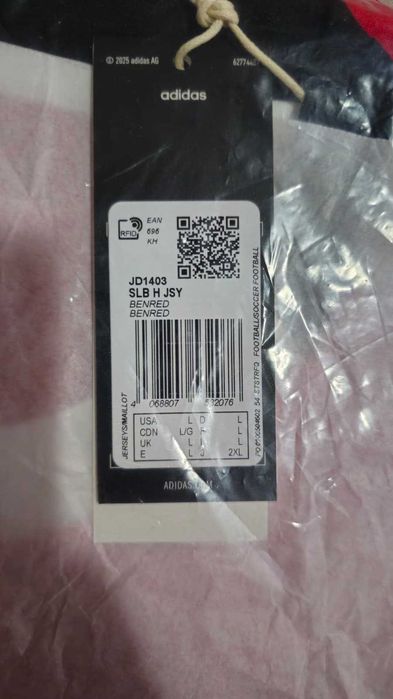 © 2025 adidas AG
adidas
RFID
EAN
696
KH
JD1403
SLB H JSY
BENRED
BENRED
JERSEYS/MAILLOT
FOOTBALL/SOCCER FOOTBALL
4 068807 532076
USA L D L
CDN L/G F L
UK L I L
E L J 2XL
ADIDAS.COM